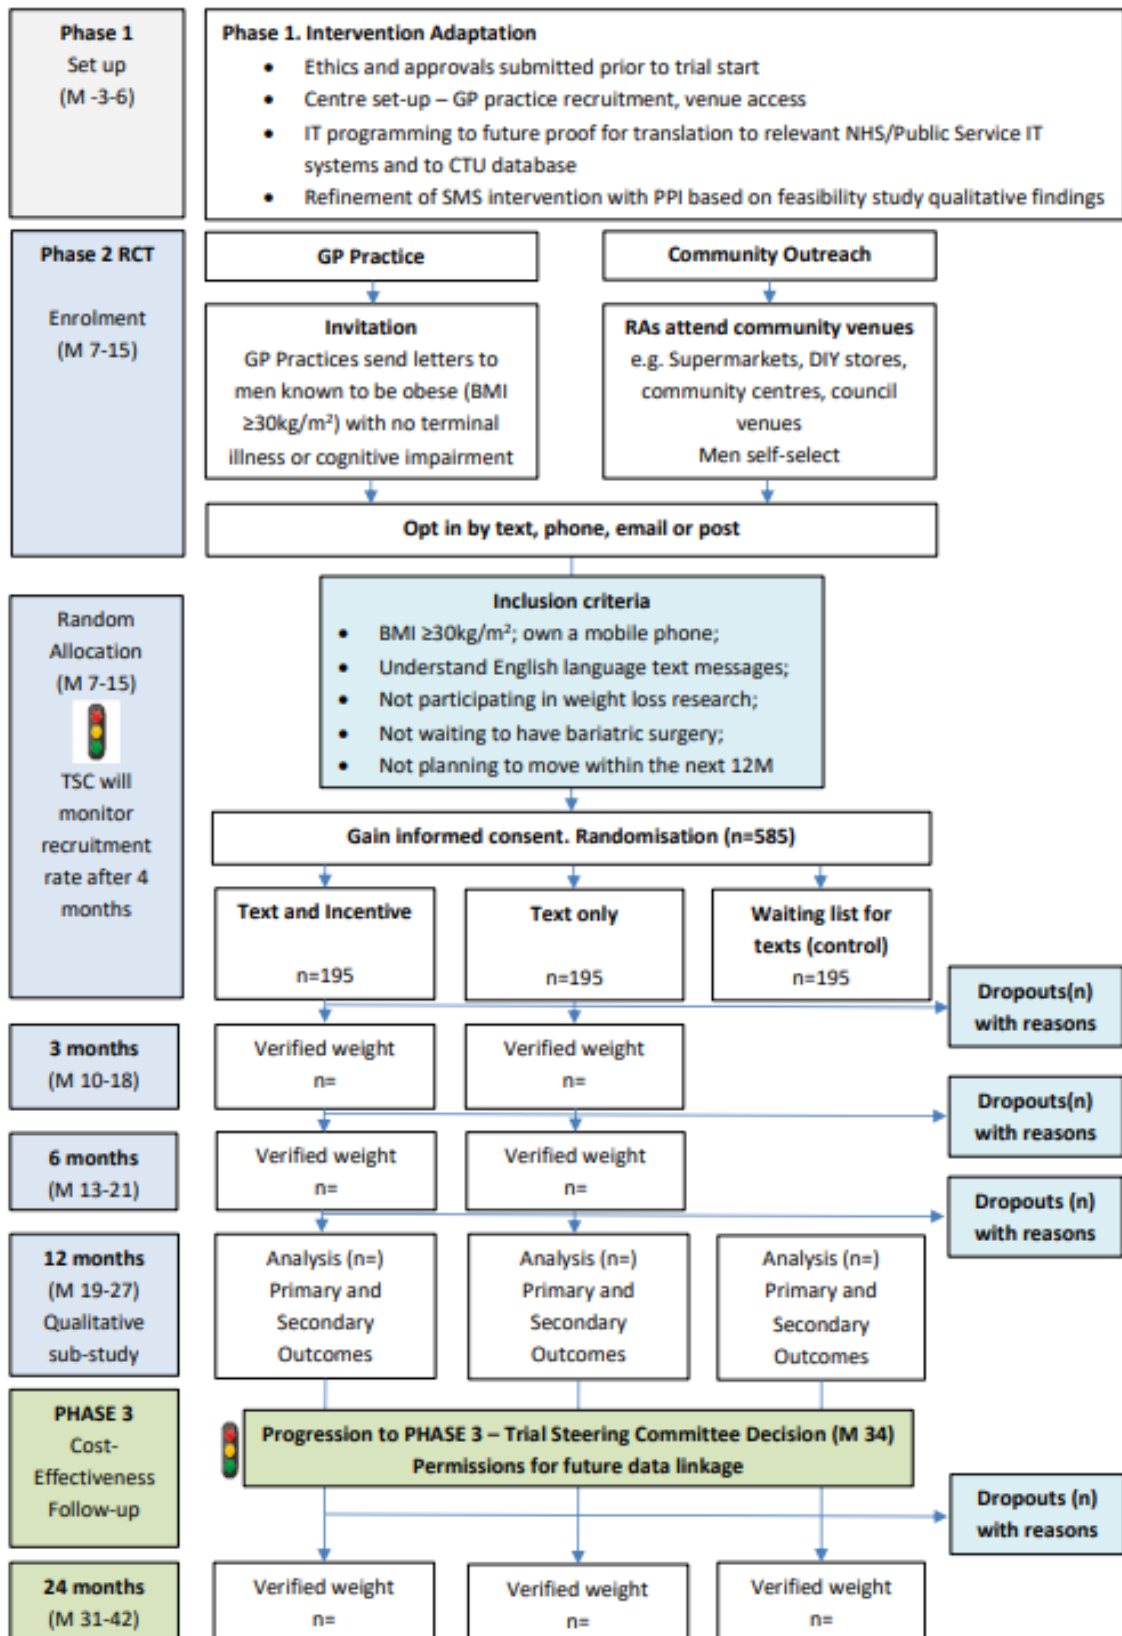 Phase 1
Set up
(M -3-6)
Phase 1. Intervention Adaptation
• Ethics and approvals submitted prior to trial start
• Centre set-up – GP practice recruitment, venue access
• IT programming to future proof for translation to relevant NHS/Public Service IT
systems and to CTU database
• Refinement of SMS intervention with PPI based on feasibility study qualitative findings
Phase 2 RCT
Enrolment
(M 7-15)
GP Practice
Community Outreach
Invitation
GP Practices send letters to
men known to be obese (BMI
≥30kg/m²) with no terminal
illness or cognitive impairment
RAs attend community venues
e.g. Supermarkets, DIY stores,
community centres, council
venues
Men self-select
Opt in by text, phone, email or post
Random
Allocation
(M 7-15)
TSC will
monitor
recruitment
rate after 4
months
Inclusion criteria
• BMI ≥30kg/m²; own a mobile phone;
• Understand English language text messages;
• Not participating in weight loss research;
• Not waiting to have bariatric surgery;
• Not planning to move within the next 12M
Gain informed consent. Randomisation (n=585)
Text and Incentive
n=195
Text only
n=195
Waiting list for
texts (control)
n=195
Dropouts(n)
with reasons
3 months
(M 10-18)
Verified weight
n=
Verified weight
n=
Dropouts(n)
with reasons
6 months
(M 13-21)
Verified weight
n=
Verified weight
n=
Dropouts (n)
with reasons
12 months
(M 19-27)
Qualitative
sub-study
Analysis (n=)
Primary and
Secondary
Outcomes
Analysis (n=)
Primary and
Secondary
Outcomes
Analysis (n=)
Primary and
Secondary
Outcomes
PHASE 3
Cost-
Effectiveness
Follow-up
Progression to PHASE 3 – Trial Steering Committee Decision (M 34)
Permissions for future data linkage
Dropouts (n)
with reasons
24 months
(M 31-42)
Verified weight
n=
Verified weight
n=
Verified weight
n=